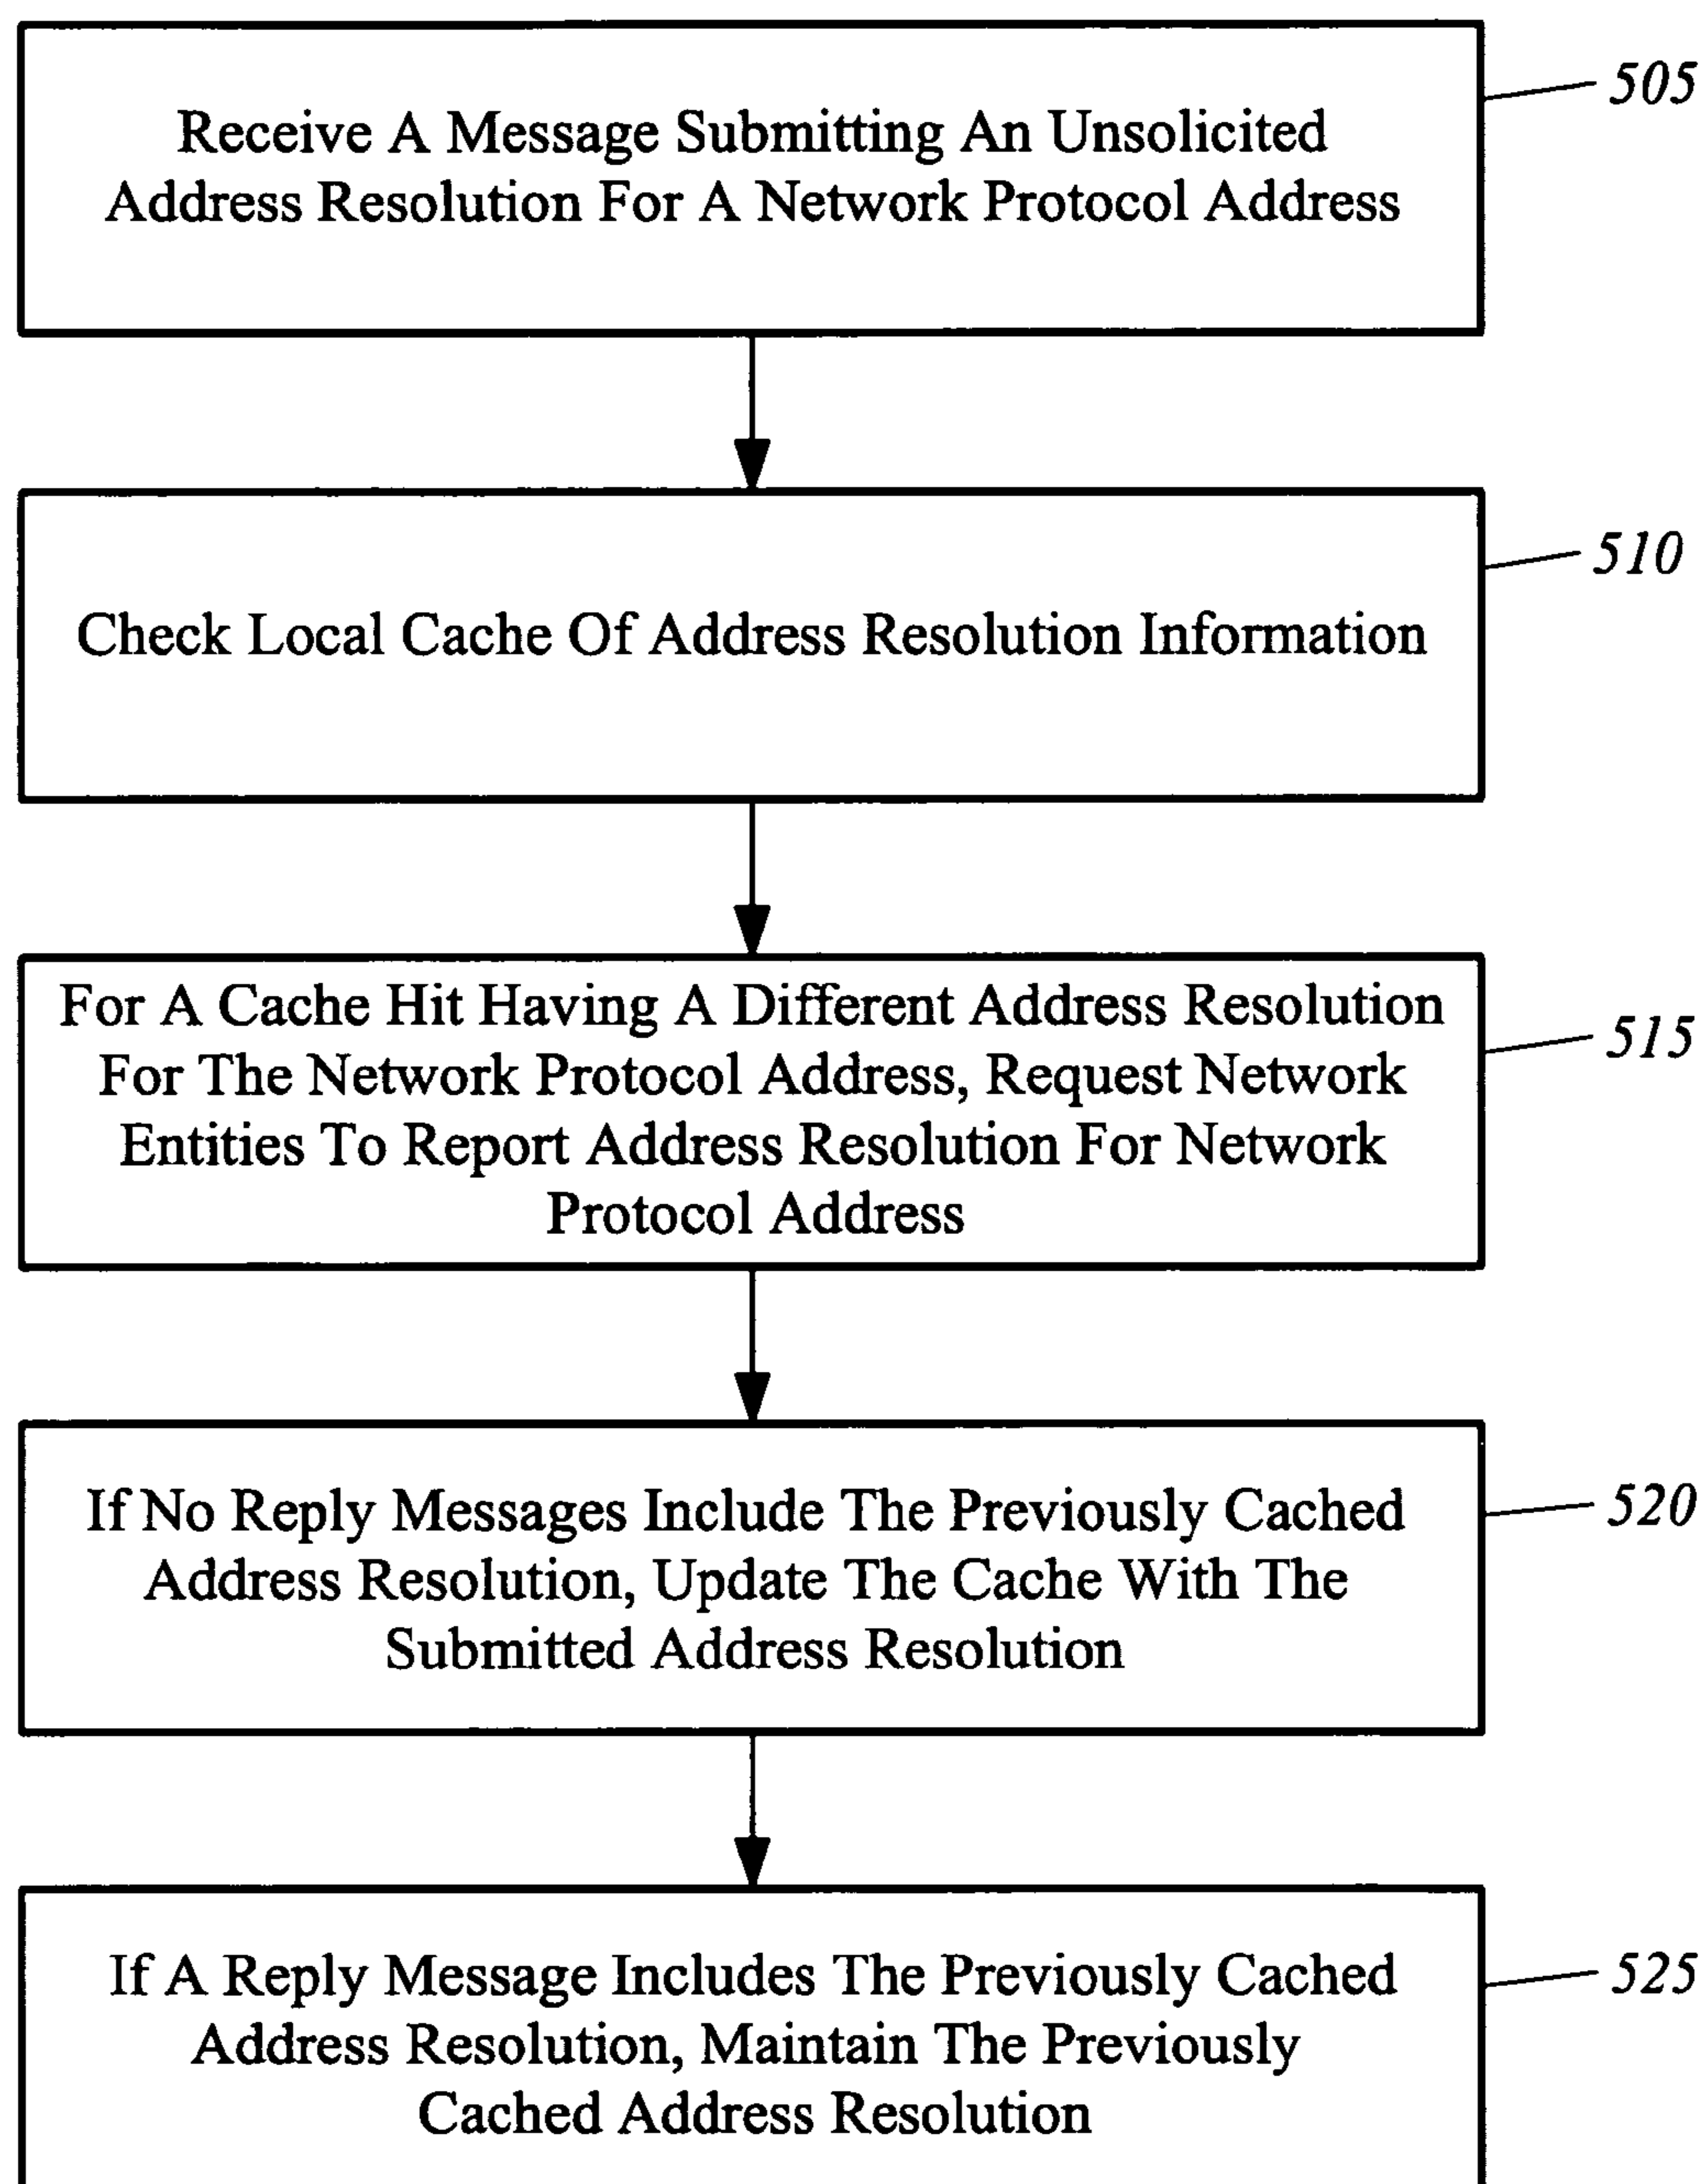 Receive A Message Submitting An Unsolicited
Address Resolution For A Network Protocol Address
505
Check Local Cache Of Address Resolution Information
510
For A Cache Hit Having A Different Address Resolution
For The Network Protocol Address, Request Network
Entities To Report Address Resolution For Network
Protocol Address
515
If No Reply Messages Include The Previously Cached
Address Resolution, Update The Cache With The
Submitted Address Resolution
520
If A Reply Message Includes The Previously Cached
Address Resolution, Maintain The Previously
Cached Address Resolution
525